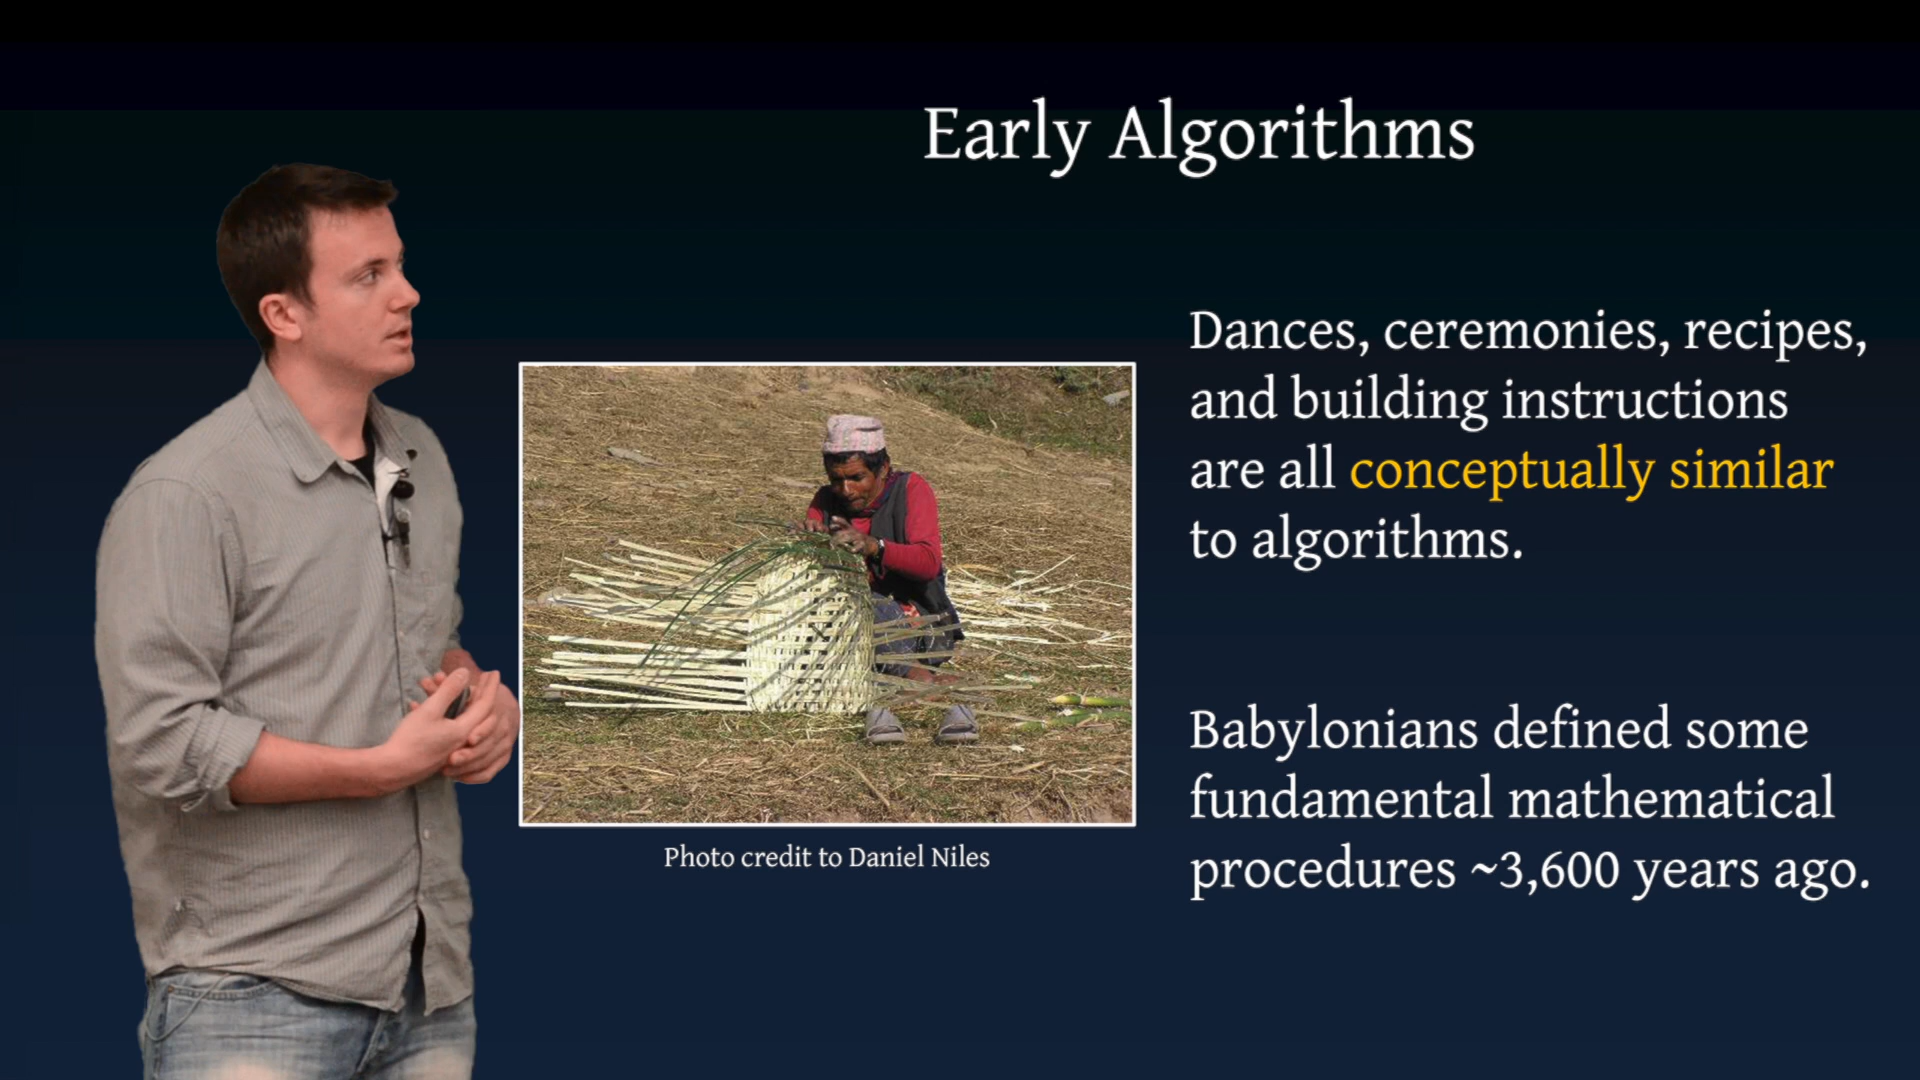 Early Algorithms
Dances, ceremonies, recipes,
and building instructions
are all conceptually similar
to algorithms.
Babylonians defined some
fundamental mathematical
procedures ~3,600 years ago.
Photo credit to Daniel Niles